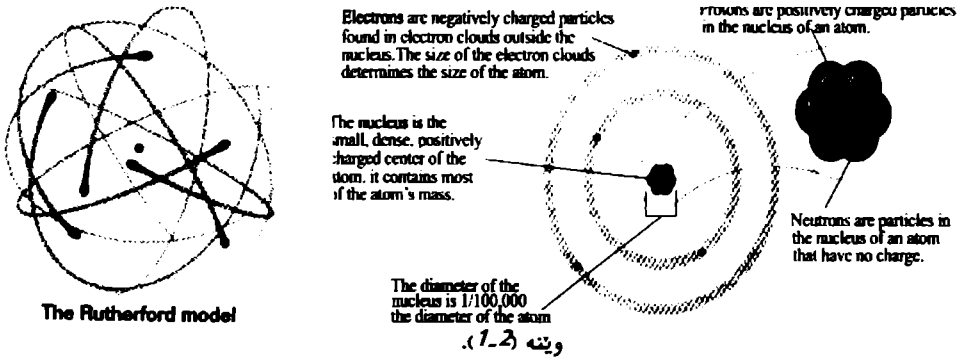 Electrons are negatively charged particles
found in electron clouds outside the
nucleus. The size of the electron clouds
determines the size of the atom.
Protons are positively charged particles
in the nucleus of an atom.
The nucleus is the
small, dense, positively
charged center of the
atom. it contains most
of the atom's mass.
Neutrons are particles in
the nucleus of an atom
that have no charge.
The diameter of the
nucleus is 1/100,000
the diameter of the atom
The Rutherford model
وێنه (2_1).